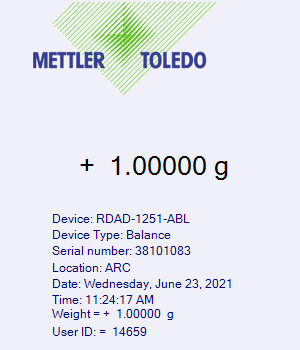 METTLER TOLEDO
+ 1.00000 g
Device: RDAD-1251-ABL
Device Type: Balance
Serial number: 38101083
Location: ARC
Date: Wednesday, June 23, 2021
Time: 11:24:17 AM
Weight = + 1.00000 g
User ID: = 14659